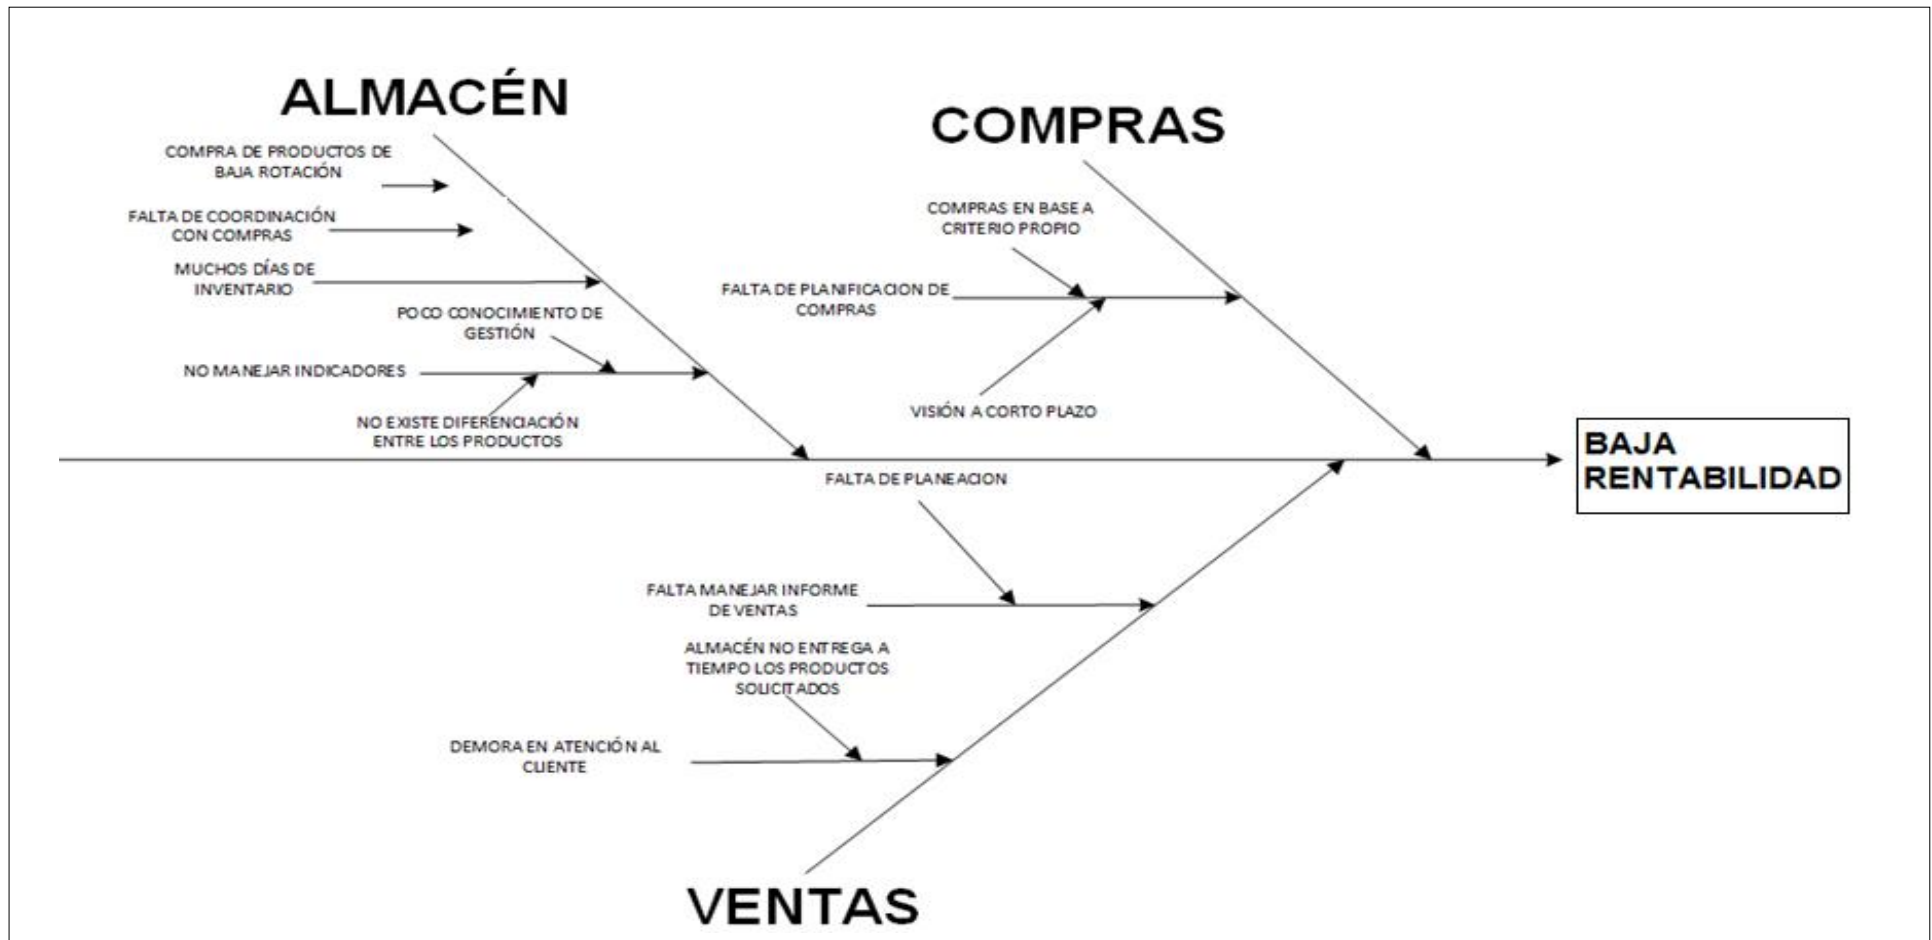 ALMACÉN
COMPRA DE PRODUCTOS DE
BAJA ROTACIÓN
FALTA DE COORDINACIÓN
CON COMPRAS
MUCHOS DÍAS DE
INVENTARIO
POCO CONOCIMIENTO DE
GESTIÓN
NO MANEJAR INDICADORES
NO EXISTE DIFERENCIACIÓN
ENTRE LOS PRODUCTOS
COMPRAS
COMPRAS EN BASE A
CRITERIO PROPIO
FALTA DE PLANIFICACION DE
COMPRAS
VISIÓN A CORTO PLAZO
BAJA
RENTABILIDAD
FALTA DE PLANEACION
FALTA MANEJAR INFORME
DE VENTAS
ALMACÉN NO ENTREGA A
TIEMPO LOS PRODUCTOS
SOLICITADOS
DEMORA EN ATENCIÓN AL
CLIENTE
VENTAS